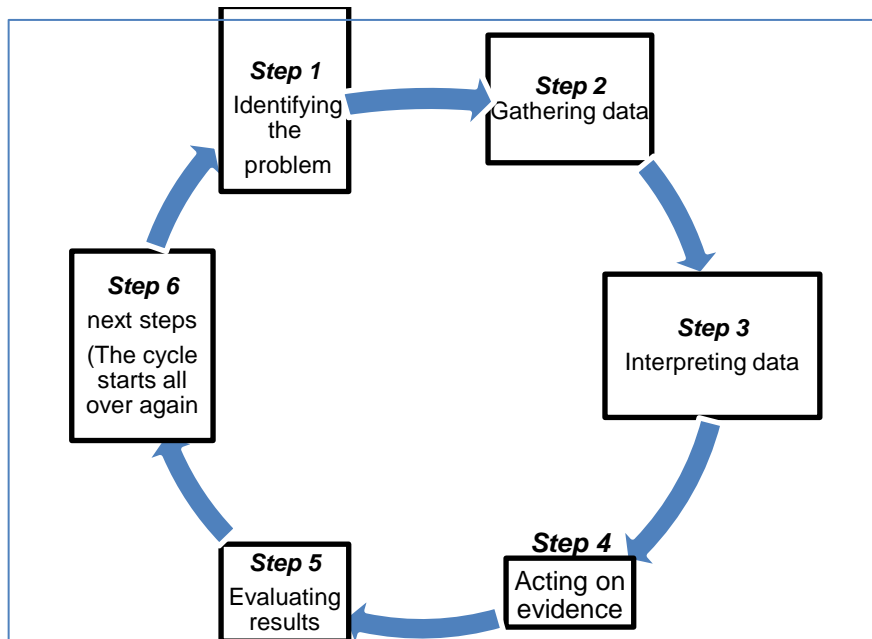 Step 1
Identifying
the
problem
Step 2
Gathering data
Step 3
Interpreting data
Step 4
Acting on
evidence
Step 5
Evaluating
results
Step 6
next steps
(The cycle
starts all
over again